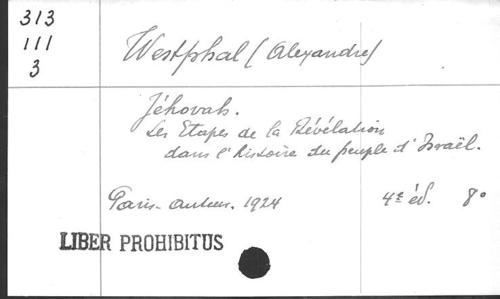 313
111
3
Westphal (Alexandre)
Jéhovah.
Les Etapes de la Révélation
dans l'histoire du peuple d'Israël.
Paris - auteur. 1924 4e éd. 8o
LIBER PROHIBITUS